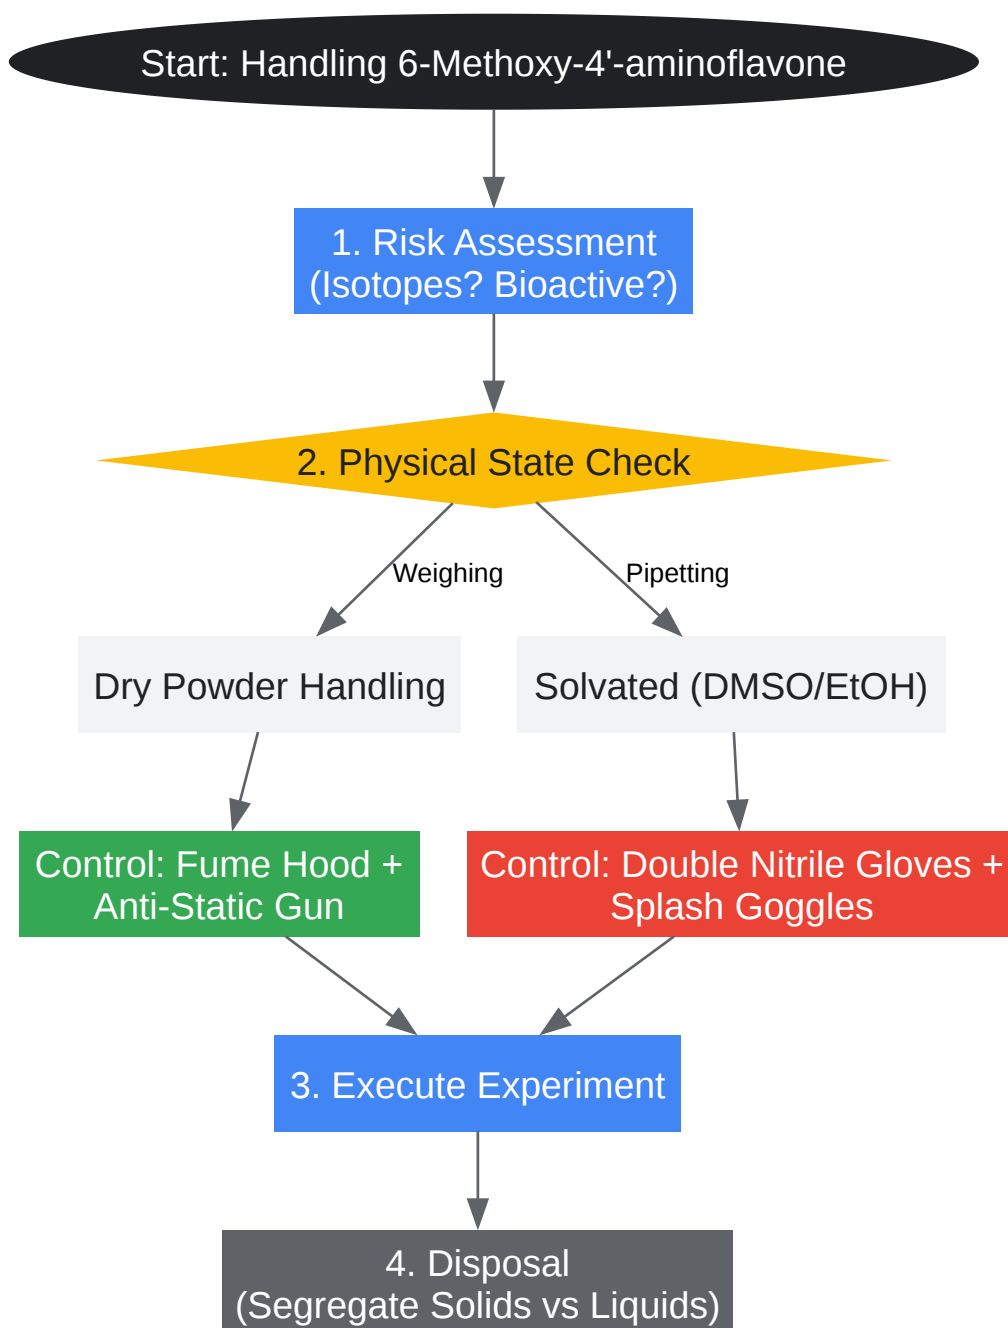 Start: Handling 6-Methoxy-4'-aminoflavone
1. Risk Assessment
(Isotopes? Bioactive?)
2. Physical State Check
Weighing
Pipetting
Dry Powder Handling
Solvated (DMSO/EtOH)
Control: Fume Hood +
Anti-Static Gun
Control: Double Nitrile Gloves +
Splash Goggles
3. Execute Experiment
4. Disposal
(Segregate Solids vs Liquids)